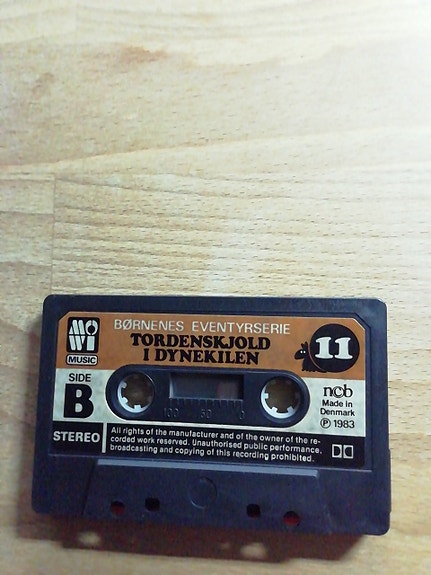 MOWI
MUSIC
BØRNENES EVENTYRSERIE
TORDENSKJOLD
I DYNEKILEN
11
SIDE
B
100 50 0
ncb
Made in
Denmark
℗ 1983
STEREO
All rights of the manufacturer and of the owner of the re-
corded work reserved. Unauthorised public performance,
broadcasting and copying of this recording prohibited.